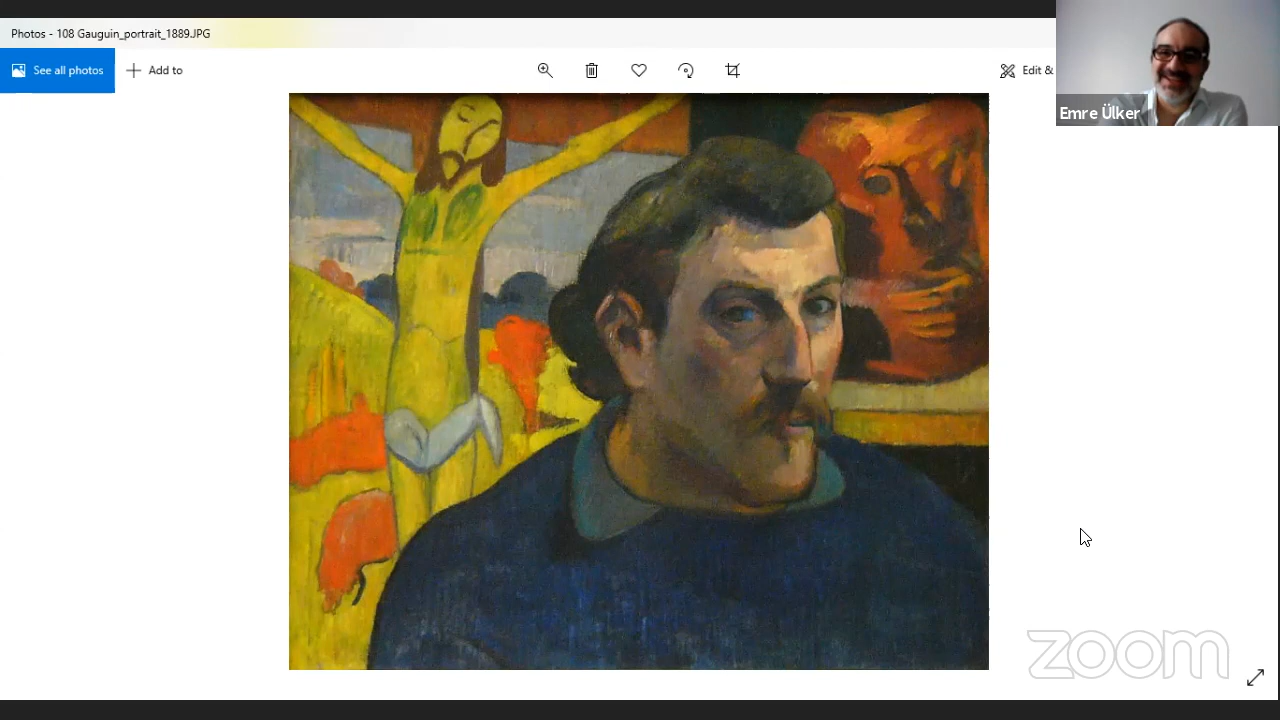 Photos - 108 Gauguin_portrait_1889.JPG
See all photos
Add to
Edit &
Emre Ülker
zoom